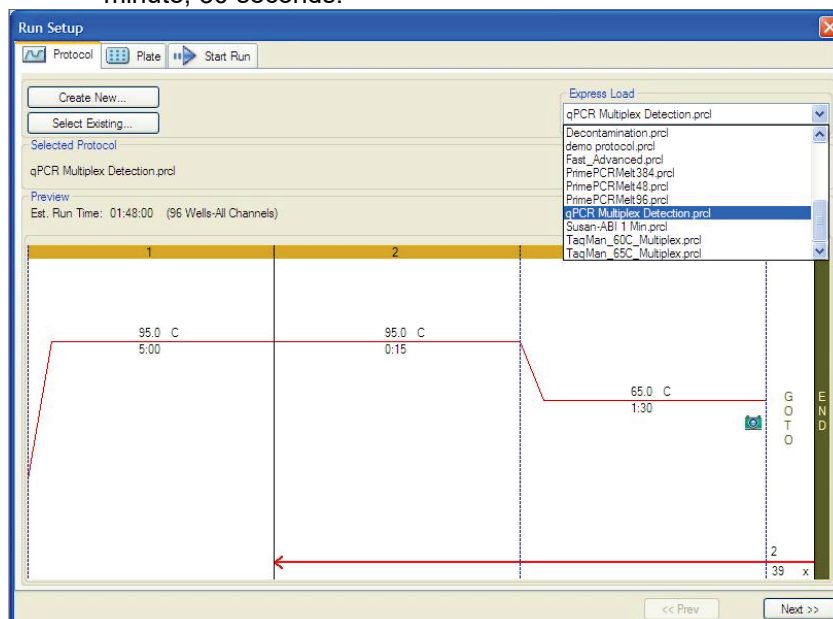 minute, 30 seconds.
Run Setup
Protocol Plate Start Run
Create New...
Select Existing...
Express Load
qPCR Multiplex Detection.prcl
Decontamination.prcl
demo protocol.prcl
Fast_Advanced.prcl
PrimePCRMelt384.prcl
PrimePCRMelt48.prcl
PrimePCRMelt96.prcl
qPCR Multiplex Detection.prcl
Susan-ABI 1 Min.prcl
TaqMan_60C_Multiplex.prcl
TaqMan_65C_Multiplex.prcl
Selected Protocol
qPCR Multiplex Detection.prcl
Preview
Est. Run Time: 01:48:00 (96 Wells-All Channels)
1 2
95.0 C
5:00
95.0 C
0:15
65.0 C
1:30
GOTO
END
2
39 x
<< Prev Next >>